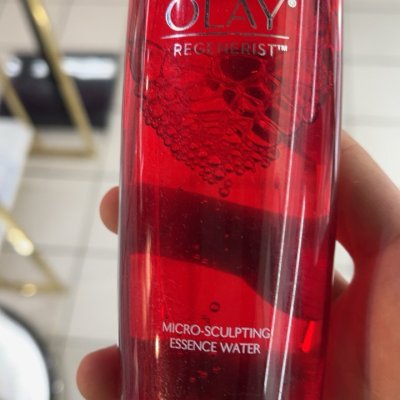 OLAY®
REGENERIST™
MICRO-SCULPTING
ESSENCE WATER